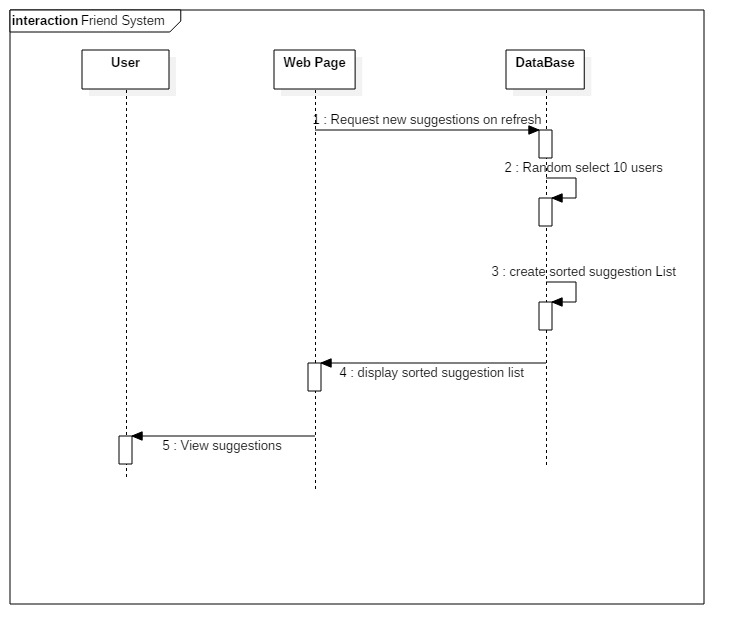 interaction Friend System
User
Web Page
DataBase
1 : Request new suggestions on refresh
2 : Random select 10 users
3 : create sorted suggestion List
4 : display sorted suggestion list
5 : View suggestions